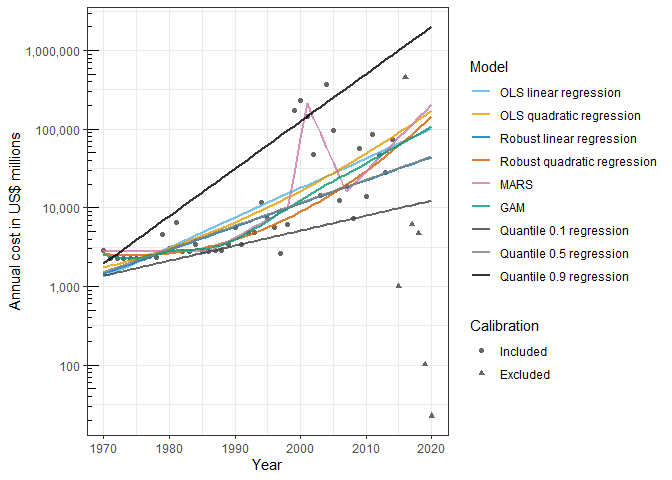 1,000,000
100,000
10,000
1,000
100
Annual cost in US$ millions
1970 1980 1990 2000 2010 2020
Year
Model
OLS linear regression
OLS quadratic regression
Robust linear regression
Robust quadratic regression
MARS
GAM
Quantile 0.1 regression
Quantile 0.5 regression
Quantile 0.9 regression
Calibration
Included
Excluded